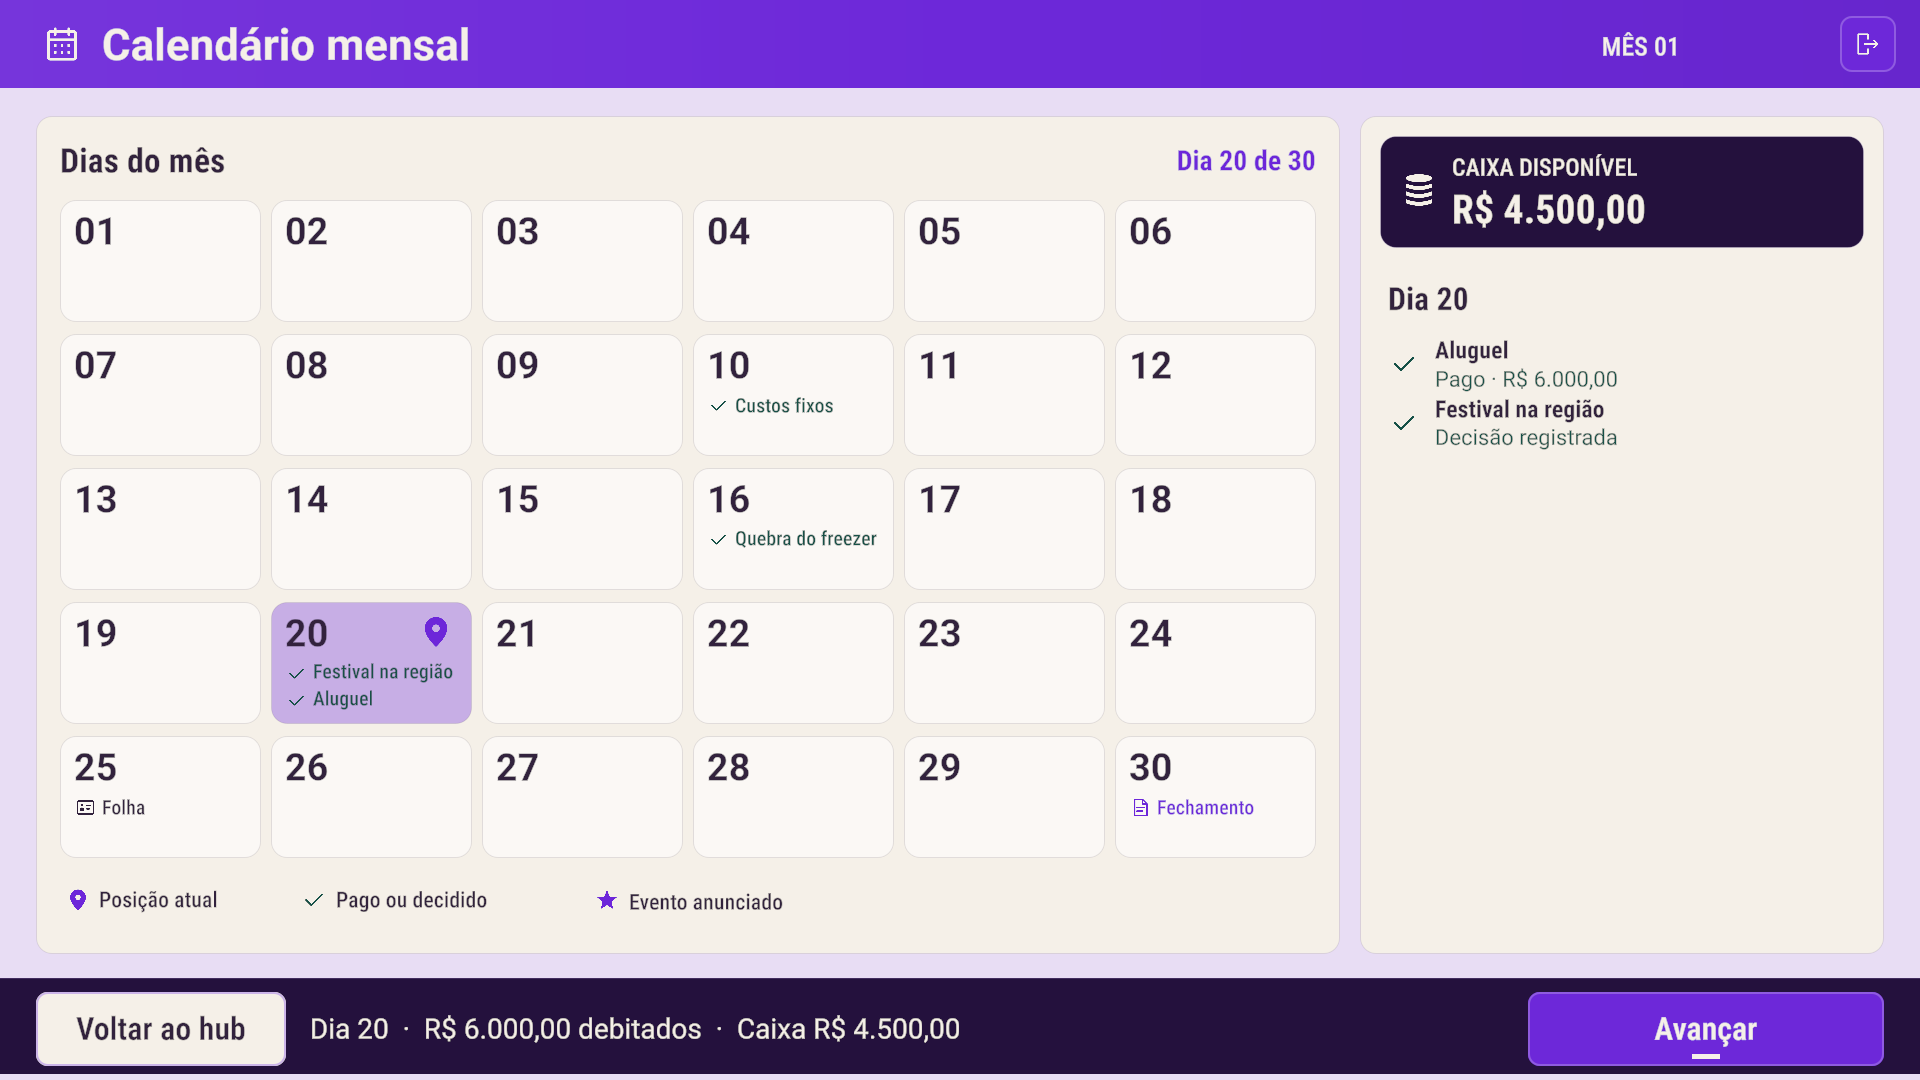 Calendário mensal
MÊS 01
Dias do mês
Dia 20 de 30
01
02
03
04
05
06
07
08
09
10
Custos fixos
11
12
13
14
15
16
Quebra do freezer
17
18
19
20
Festival na região
Aluguel
21
22
23
24
25
Folha
26
27
28
29
30
Fechamento
Posição atual
Pago ou decidido
Evento anunciado
CAIXA DISPONÍVEL
R$ 4.500,00
Dia 20
Aluguel
Pago · R$ 6.000,00
Festival na região
Decisão registrada
Voltar ao hub
Dia 20 · R$ 6.000,00 debitados · Caixa R$ 4.500,00
Avançar